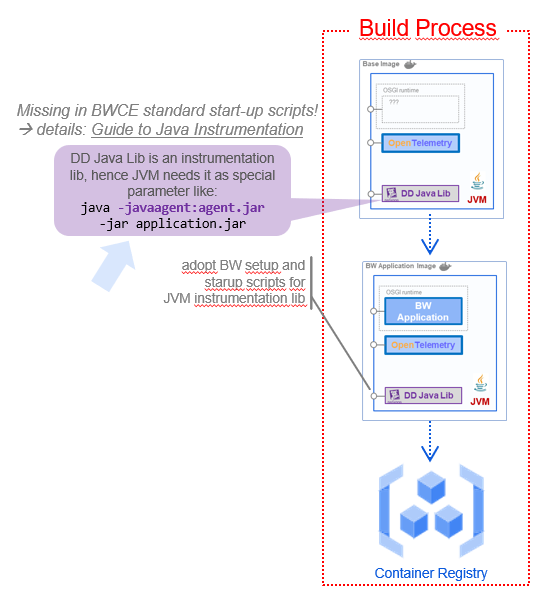 Build Process
Base Image
OSGI runtime
???
OpenTelemetry
DD Java Lib
JVM
Missing in BWCE standard start-up scripts!
→ details: Guide to Java Instrumentation
DD Java Lib is an instrumentation
lib, hence JVM needs it as special
parameter like:
java -javaagent:agent.jar
-jar application.jar
adopt BW setup and
starup scripts for
JVM instrumentation lib
BW Application Image
OSGI runtime
BW
Application
OpenTelemetry
DD Java Lib
JVM
Container Registry